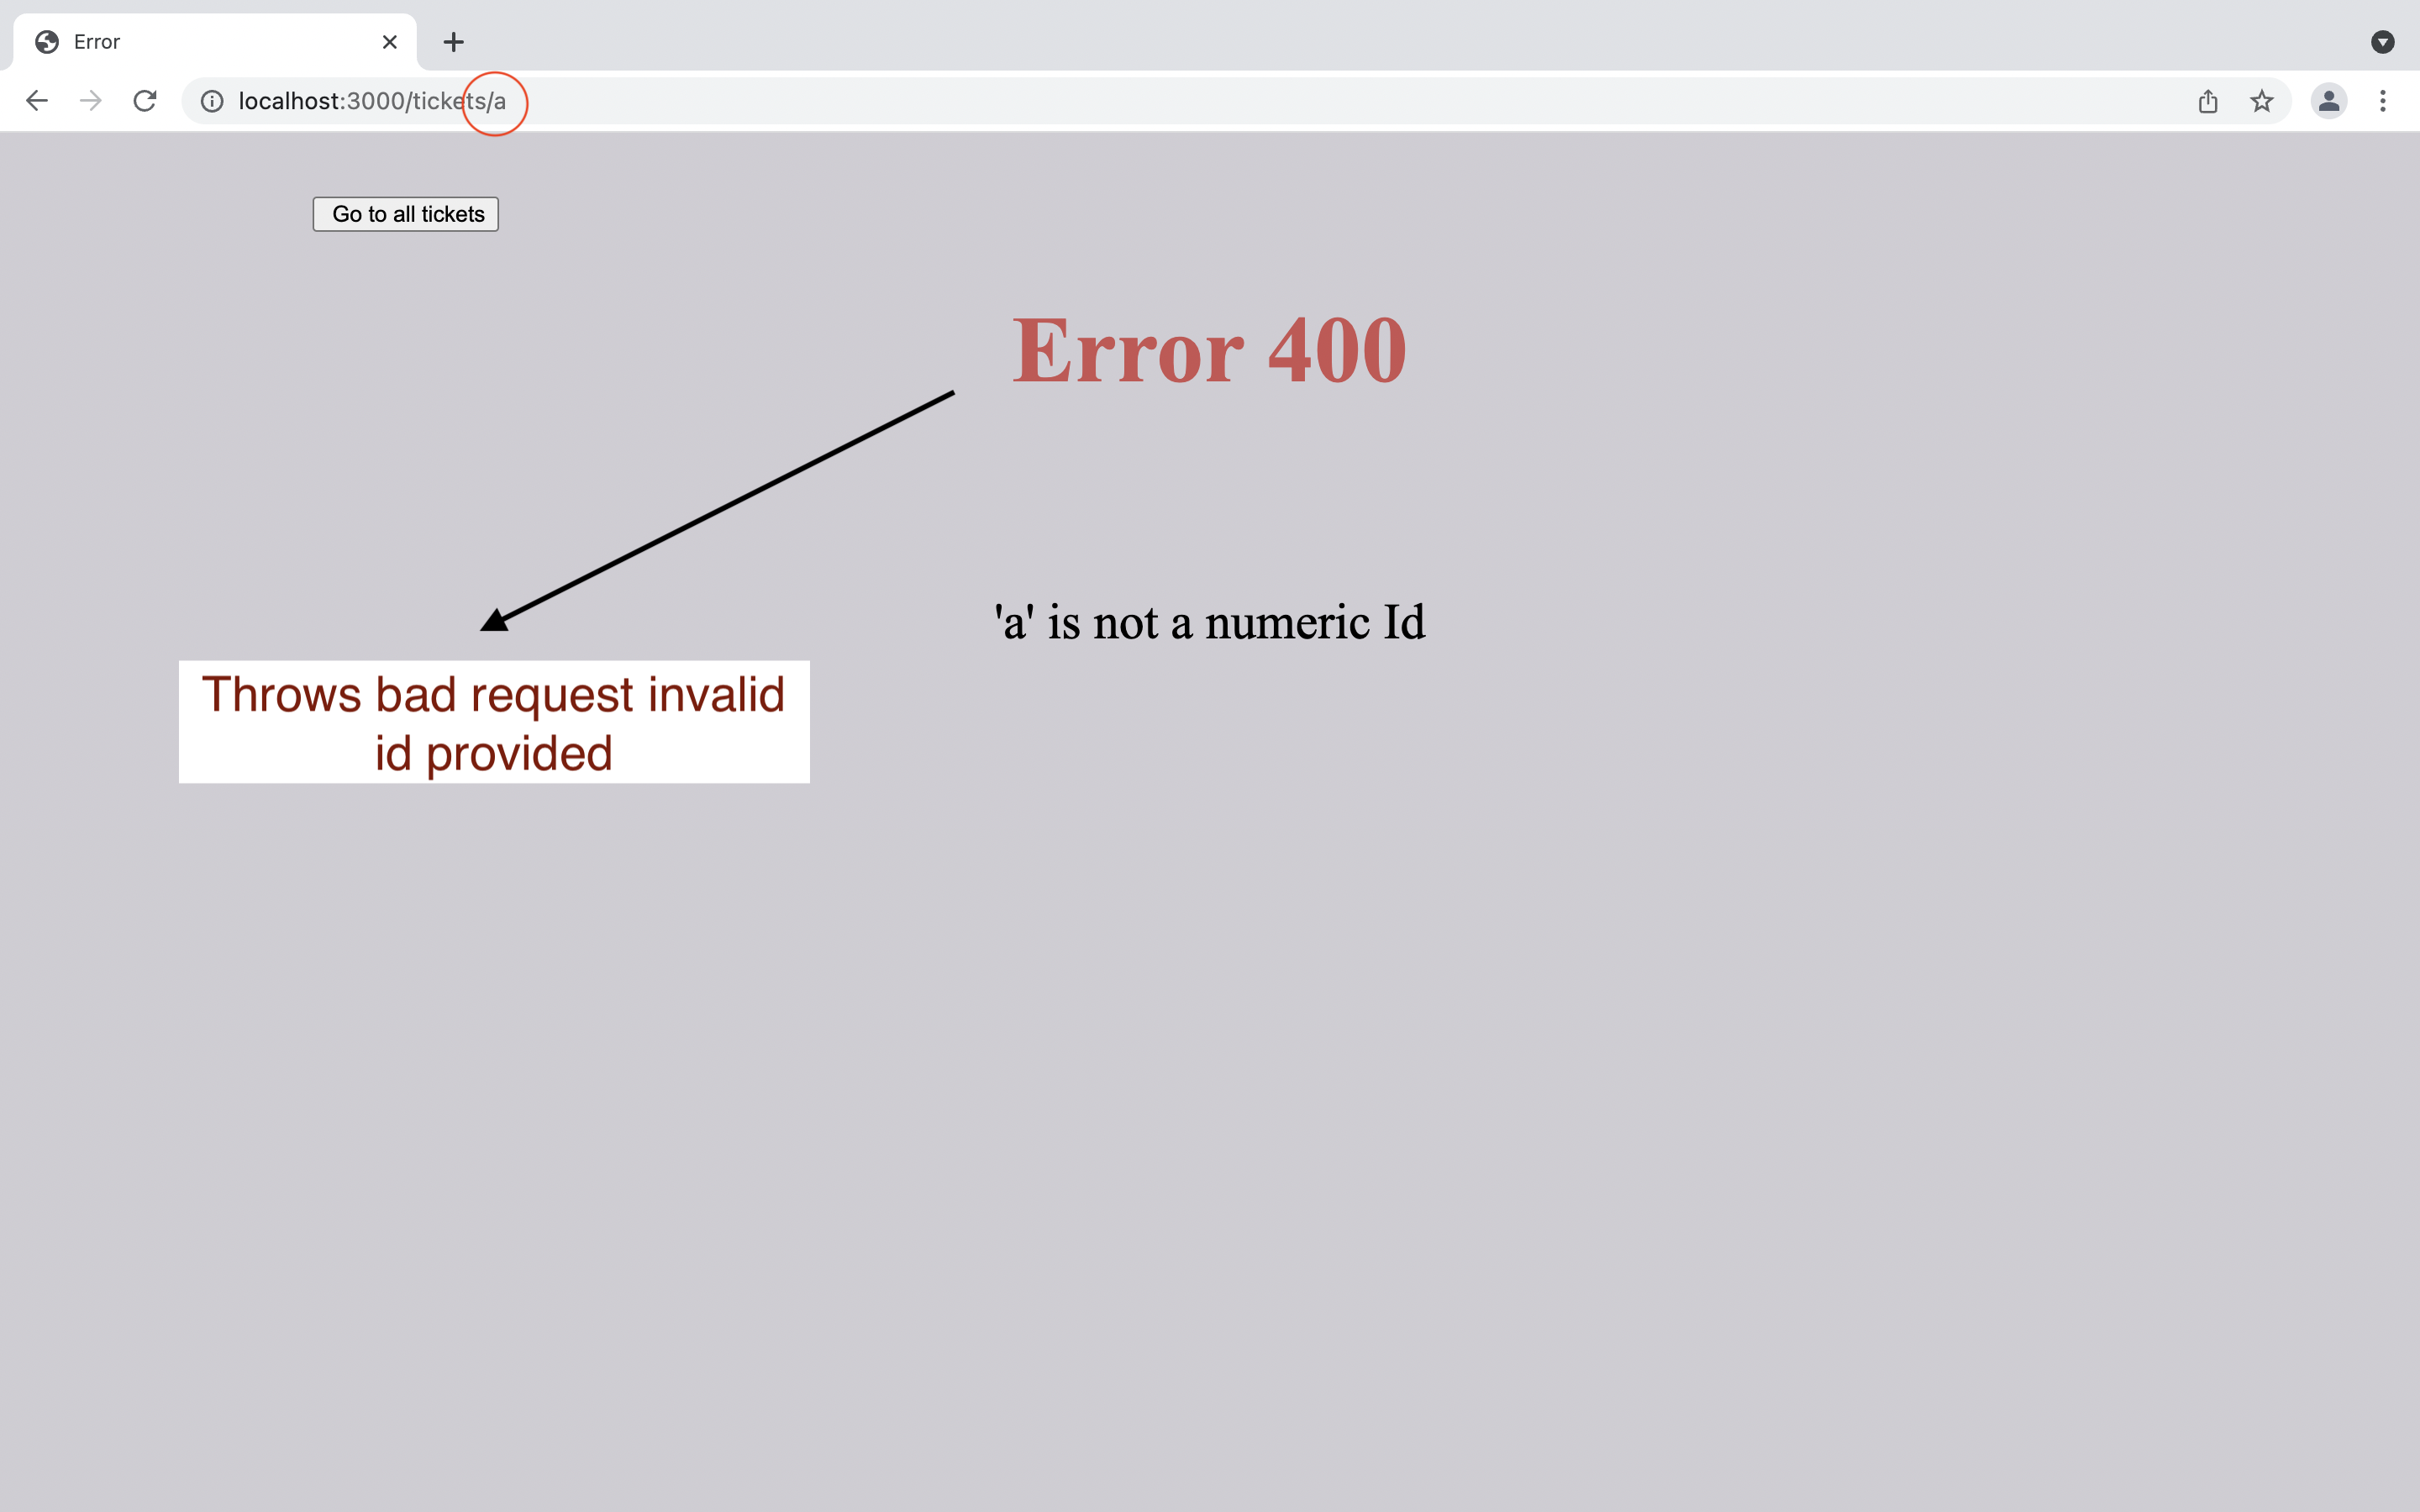 Error
localhost:3000/tickets/a
Go to all tickets
Error 400
'a' is not a numeric Id
Throws bad request invalid
id provided